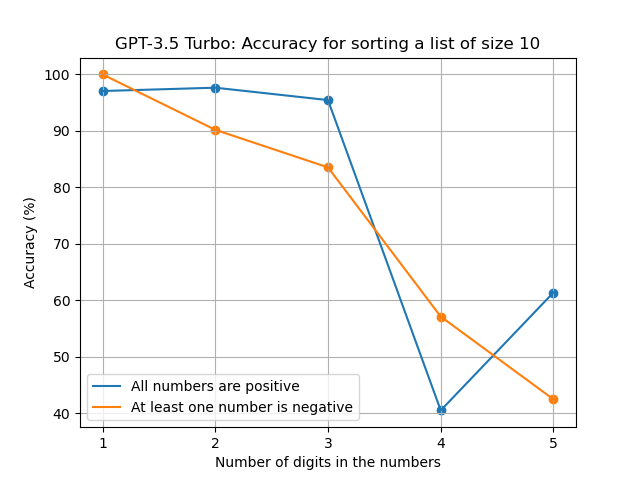 GPT-3.5 Turbo: Accuracy for sorting a list of size 10
Accuracy (%)
100
90
80
70
60
50
40
All numbers are positive
At least one number is negative
1 2 3 4 5
Number of digits in the numbers